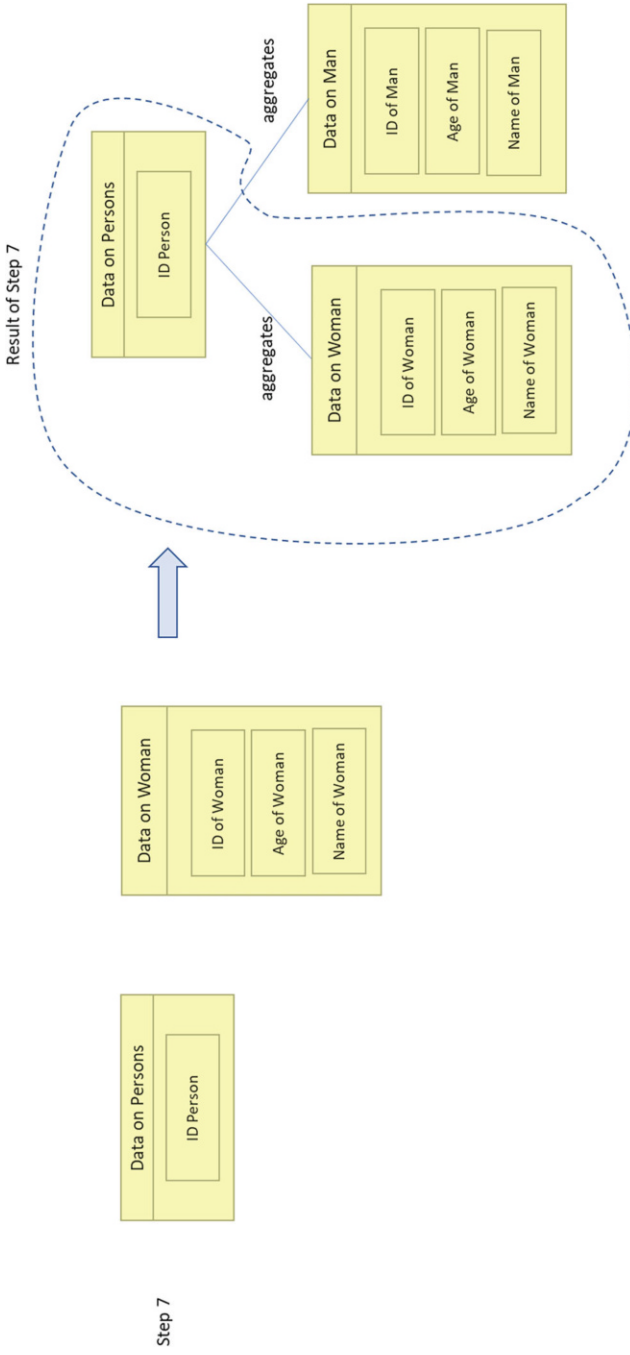 Step 7
Data on Persons
ID Person
Data on Woman
ID of Woman
Age of Woman
Name of Woman
Result of Step 7
Data on Persons
ID Person
aggregates
aggregates
Data on Woman
ID of Woman
Age of Woman
Name of Woman
Data on Man
ID of Man
Age of Man
Name of Man